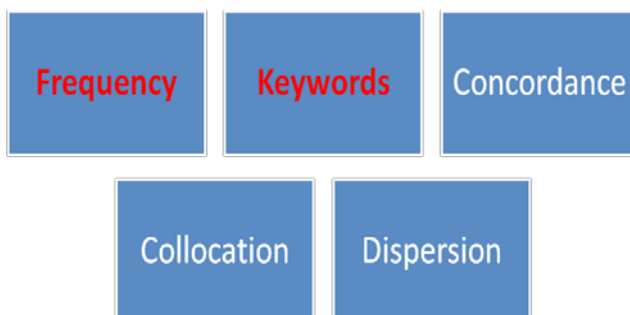 Frequency
Keywords
Concordance
Collocation
Dispersion